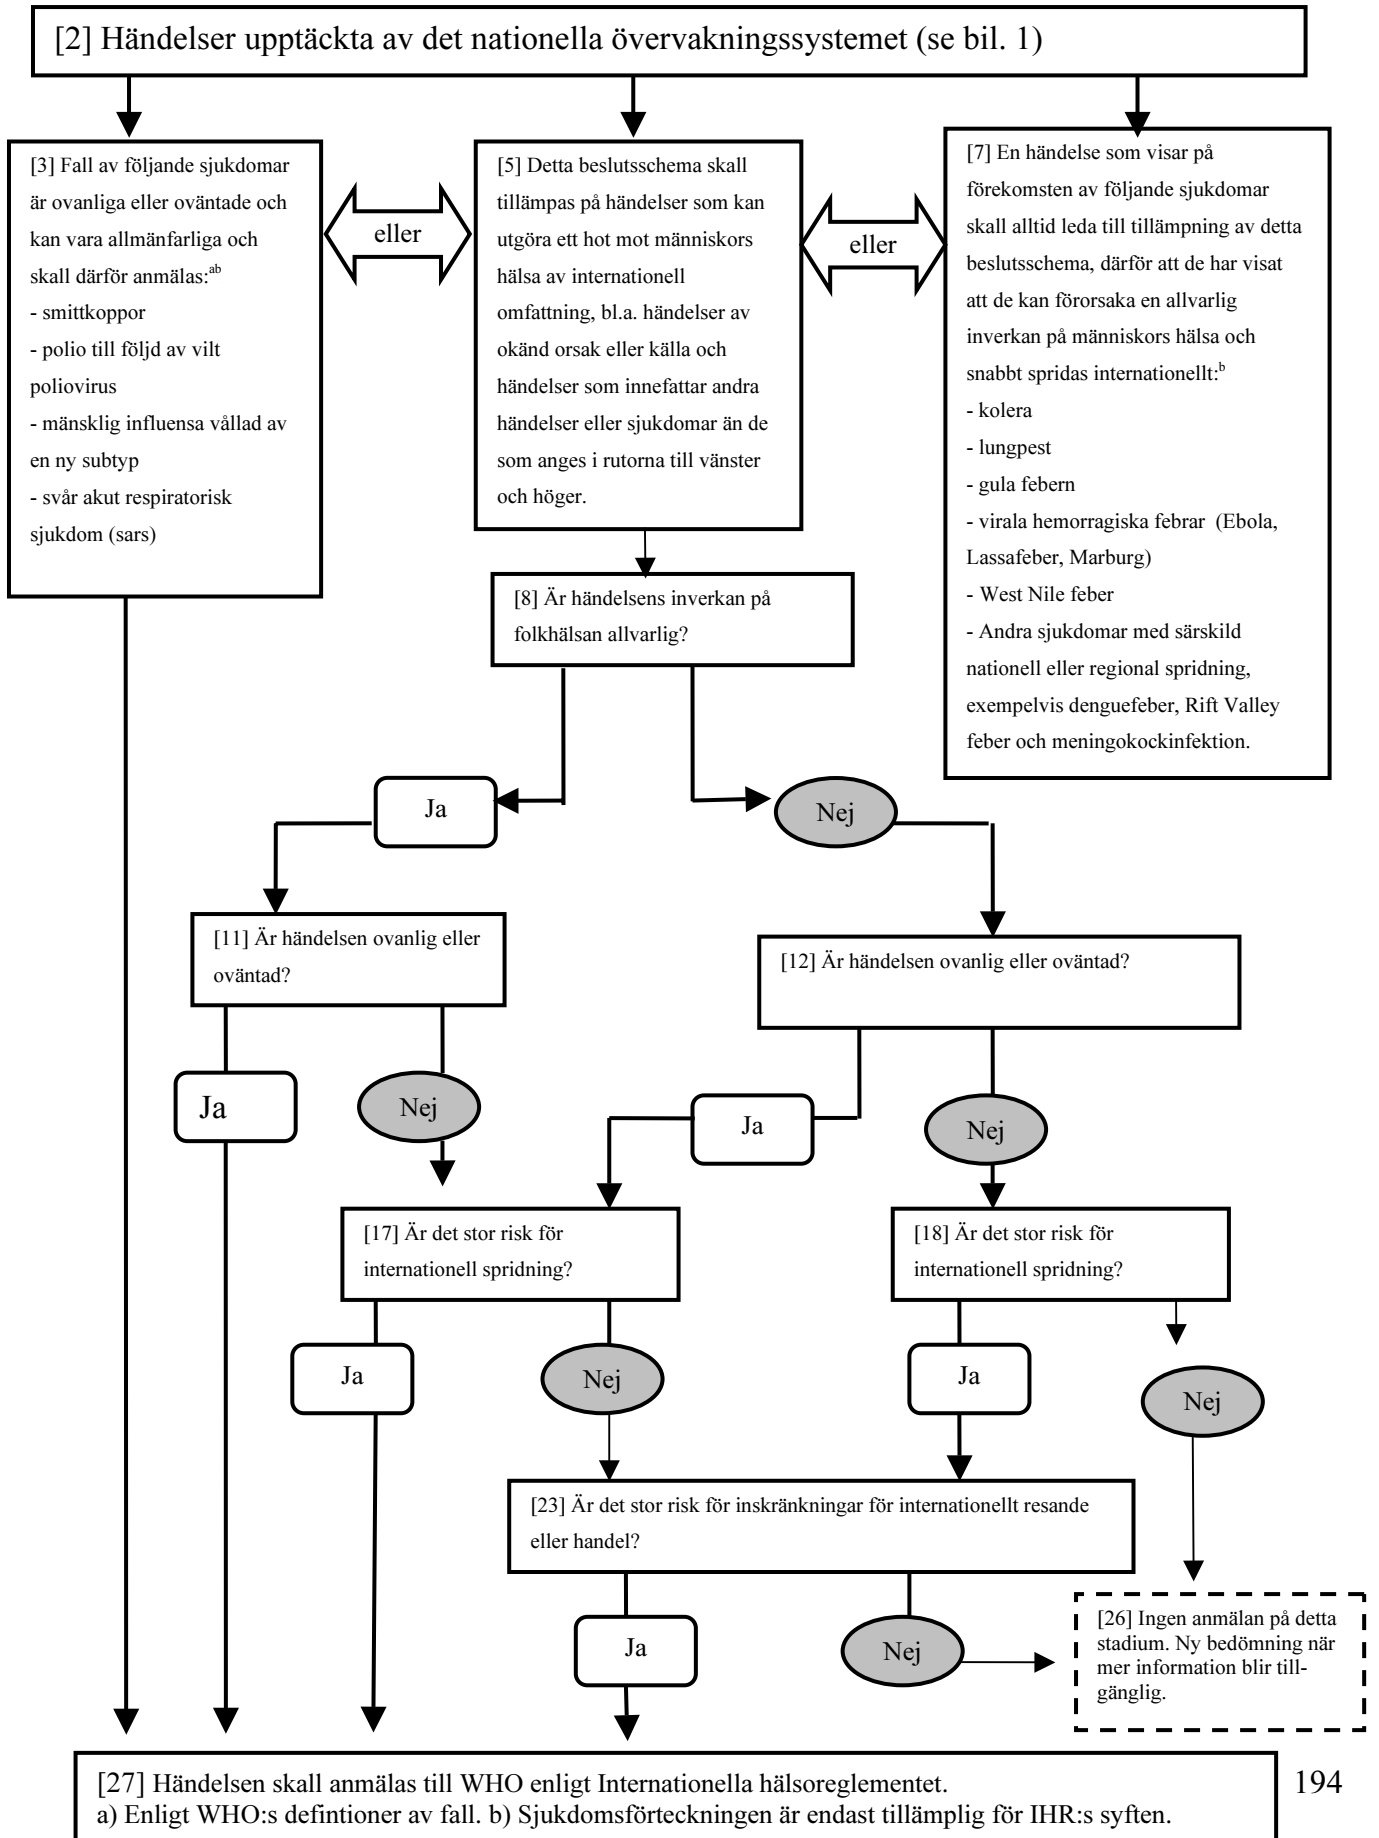 [2] Händelser upptäckta av det nationella övervakningssystemet (se bil. 1)
[3] Fall av följande sjukdomar
är ovanliga eller oväntade och
kan vara allmänfarliga och
skall därför anmälas:ab
- smittkoppor
- polio till följd av vilt
poliovirus
- mänsklig influensa vållad av
en ny subtyp
- svår akut respiratorisk
sjukdom (sars)
eller
[5] Detta beslutsschema skall
tillämpas på händelser som kan
utgöra ett hot mot människors
hälsa av internationell
omfattning, bl.a. händelser av
okänd orsak eller källa och
händelser som innefattar andra
händelser eller sjukdomar än de
som anges i rutorna till vänster
och höger.
eller
[7] En händelse som visar på
förekomsten av följande sjukdomar
skall alltid leda till tillämpning av detta
beslutsschema, därför att de har visat
att de kan förorsaka en allvarlig
inverkan på människors hälsa och
snabbt spridas internationellt:b
- kolera
- lungpest
- gula febern
- virala hemorragiska febrar (Ebola,
Lassafeber, Marburg)
- West Nile feber
- Andra sjukdomar med särskild
nationell eller regional spridning,
exempelvis denguefeber, Rift Valley
feber och meningokockinfektion.
[8] Är händelsens inverkan på
folkhälsan allvarlig?
Ja
Nej
[11] Är händelsen ovanlig eller
oväntad?
[12] Är händelsen ovanlig eller oväntad?
Ja
Nej
Ja
Nej
[17] Är det stor risk för
internationell spridning?
[18] Är det stor risk för
internationell spridning?
Ja
Nej
Ja
Nej
[23] Är det stor risk för inskränkningar för internationellt resande
eller handel?
Ja
Nej
[26] Ingen anmälan på detta
stadium. Ny bedömning när
mer information blir till-
gänglig.
[27] Händelsen skall anmälas till WHO enligt Internationella hälsoreglementet.
a) Enligt WHO:s defintioner av fall. b) Sjukdomsförteckningen är endast tillämplig för IHR:s syften.
194